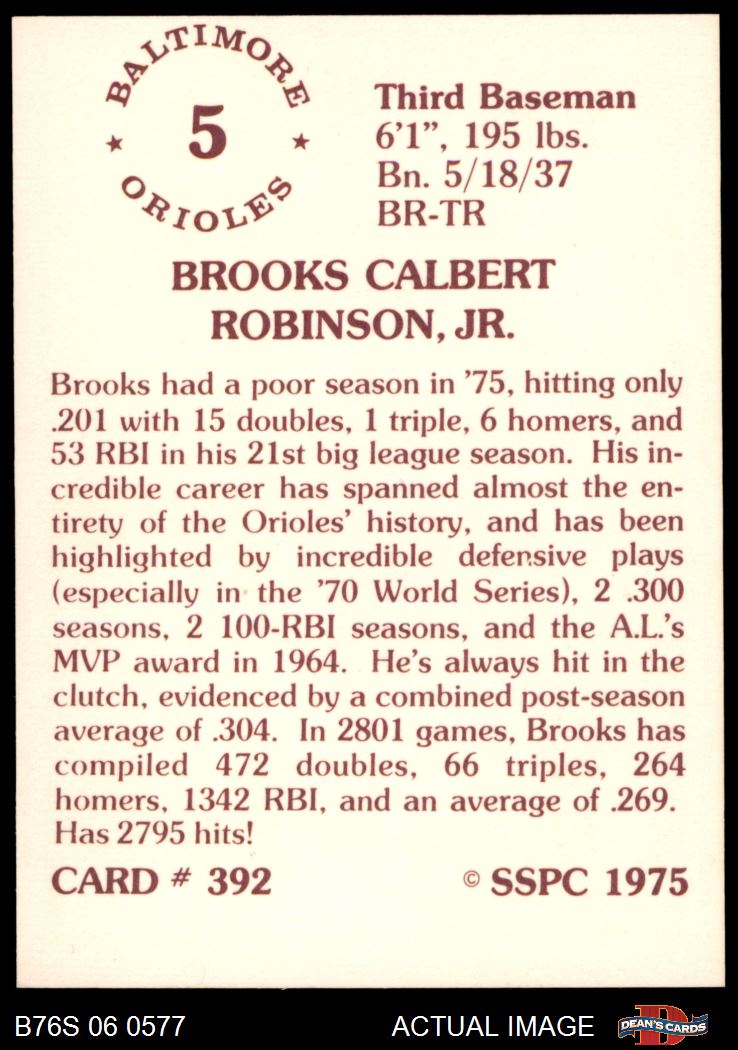 BALTIMORE
5
ORIOLES
Third Baseman
6'1", 195 lbs.
Bn. 5/18/37
BR-TR
BROOKS CALBERT
ROBINSON, JR.
Brooks had a poor season in '75, hitting only
.201 with 15 doubles, 1 triple, 6 homers, and
53 RBI in his 21st big league season. His in-
credible career has spanned almost the en-
tirety of the Orioles' history, and has been
highlighted by incredible defensive plays
(especially in the '70 World Series), 2 .300
seasons, 2 100-RBI seasons, and the A.L.'s
MVP award in 1964. He's always hit in the
clutch, evidenced by a combined post-season
average of .304. In 2801 games, Brooks has
compiled 472 doubles, 66 triples, 264
homers, 1342 RBI, and an average of .269.
Has 2795 hits!
CARD # 392 © SSPC 1975
B76S 06 0577 ACTUAL IMAGE DEAN'S CARDS